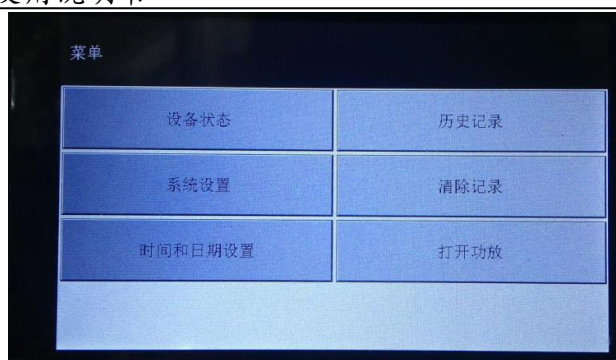 菜单
设备状态
历史记录
系统设置
清除记录
时间和日期设置
打开功放